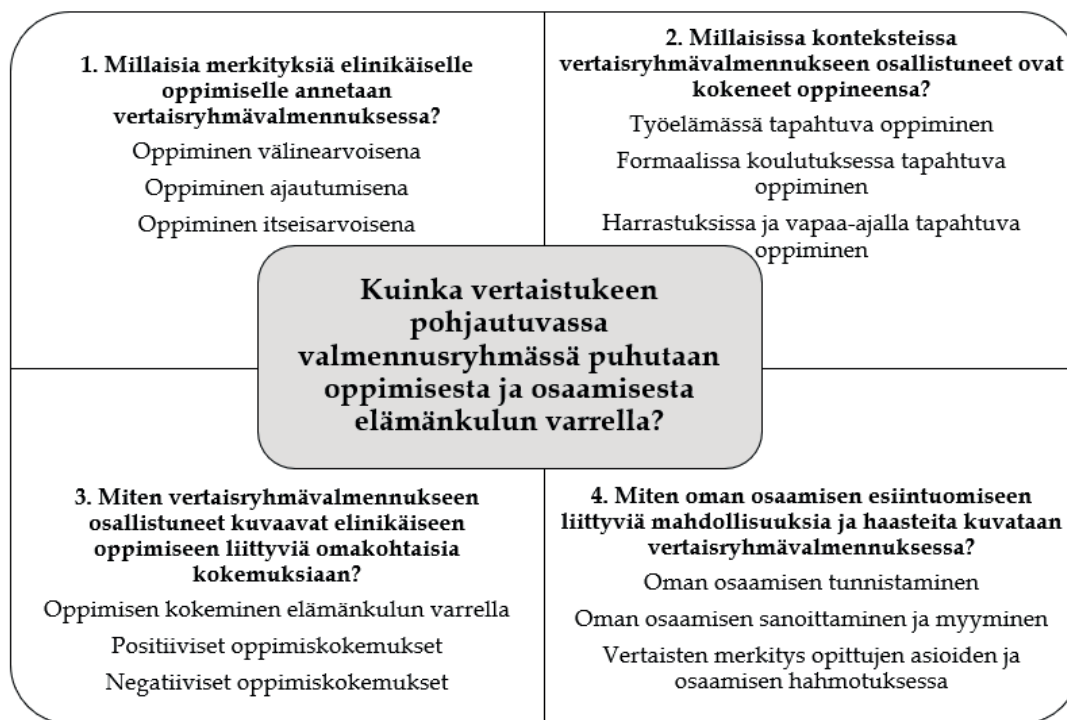 1. Millaisia merkityksiä elinikäiselle
oppimiselle annetaan
vertaisryhmävalmennuksessa?
Oppiminen välinearvoisena
Oppiminen ajautumisena
Oppiminen itseisarvoisena
2. Millaisissa konteksteissa
vertaisryhmävalmennukseen osallistuneet ovat
kokeneet oppineensa?
Työelämässä tapahtuva oppiminen
Formaalissa koulutuksessa tapahtuva
oppiminen
Harrastuksissa ja vapaa-ajalla tapahtuva
oppiminen
Kuinka vertaistukeen
pohjautuvassa
valmennusryhmässä puhutaan
oppimisesta ja osaamisesta
elämänkulun varrella?
3. Miten vertaisryhmävalmennukseen
osallistuneet kuvaavat elinikäiseen
oppimiseen liittyviä omakohtaisia
kokemuksiaan?
Oppimisen kokeminen elämänkulun varrella
Positiiviset oppimiskokemukset
Negatiiviset oppimiskokemukset
4. Miten oman osaamisen esiintuomiseen
liittyviä mahdollisuuksia ja haasteita kuvataan
vertaisryhmävalmennuksessa?
Oman osaamisen tunnistaminen
Oman osaamisen sanoittaminen ja myyminen
Vertaisten merkitys opittujen asioiden ja
osaamisen hahmotuksessa